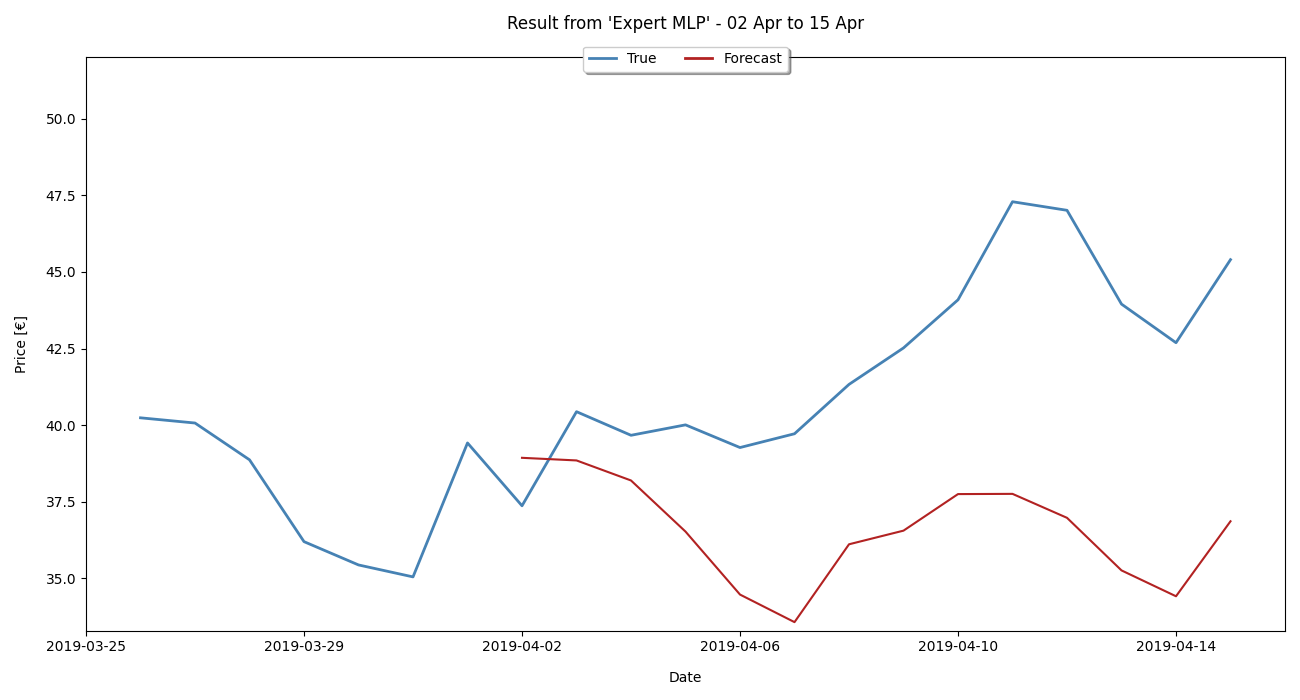 Result from 'Expert MLP' - 02 Apr to 15 Apr
True Forecast
50.0
47.5
45.0
42.5
40.0
37.5
35.0
Price [€]
2019-03-25 2019-03-29 2019-04-02 2019-04-06 2019-04-10 2019-04-14
Date